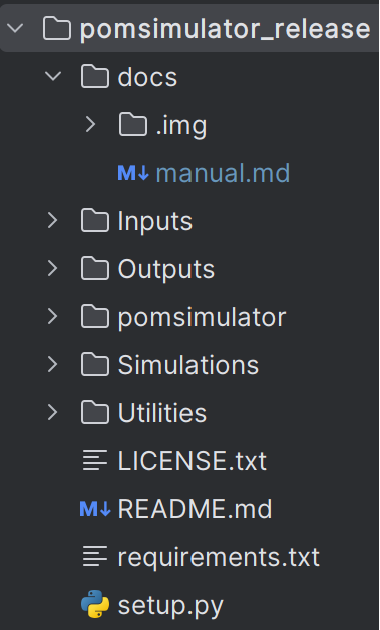 pomsimulator_release
docs
.img
M↓ manual.md
Inputs
Outputs
pomsimulator
Simulations
Utilities
LICENSE.txt
M↓ README.md
requirements.txt
setup.py